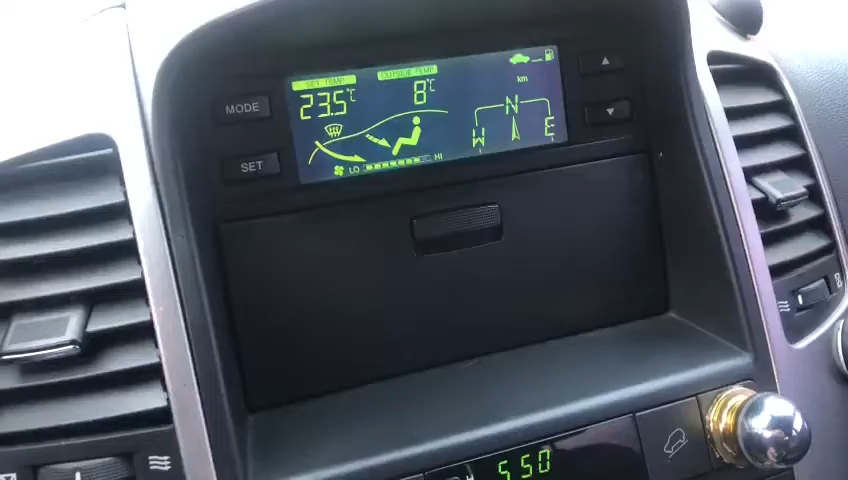 SET TEMP OUTSIDE TEMP
23.5°C 8°C
km
MODE
N
W E
SET
LO HI
5:50